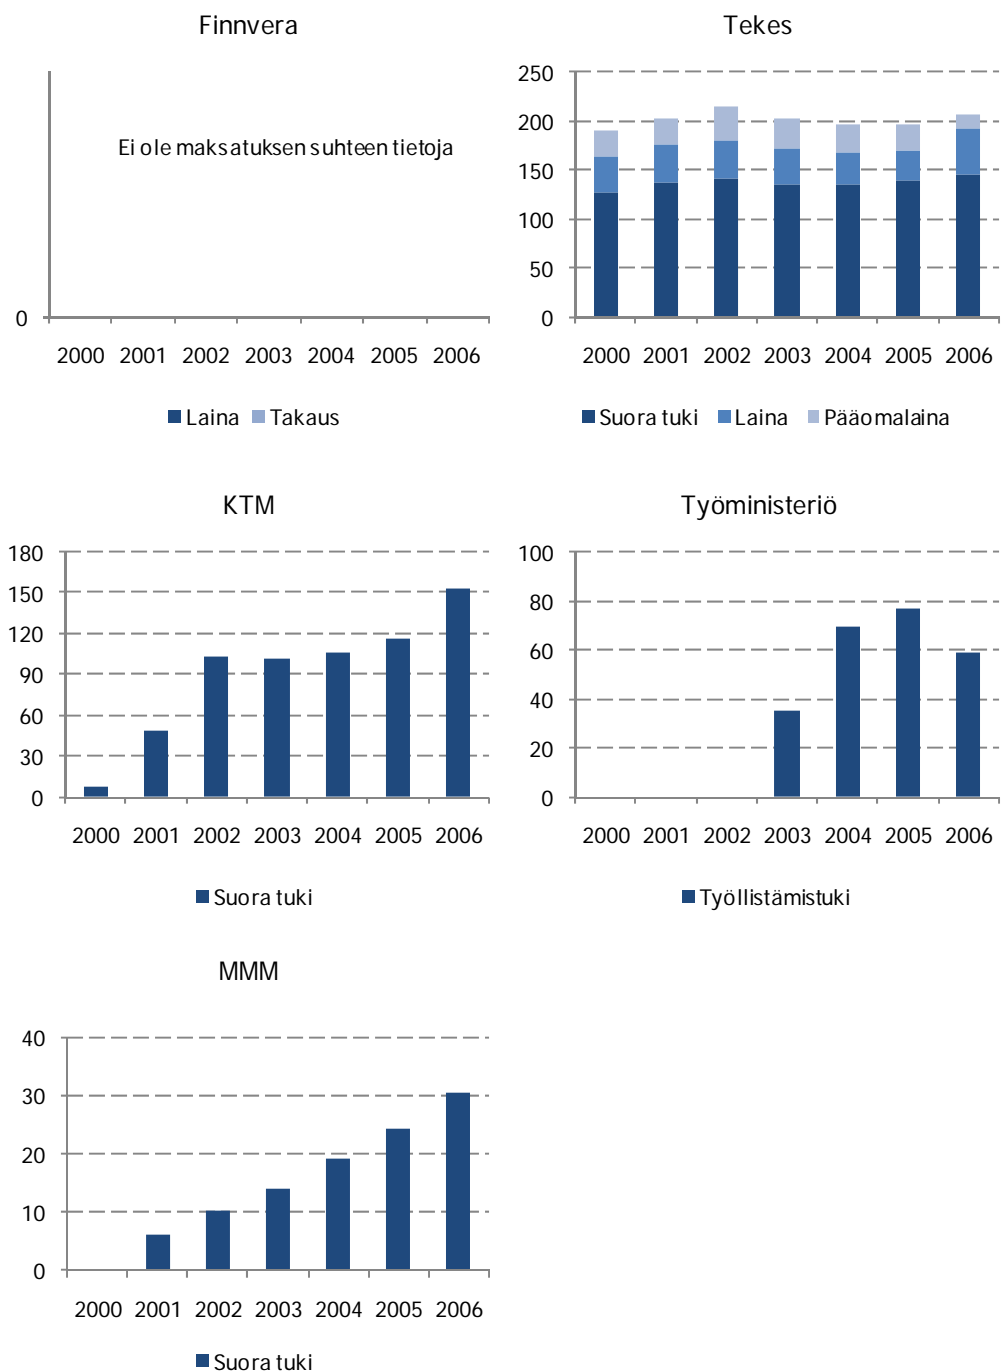 Finnvera
Ei ole maksatuksen suhteen tietoja
0
2000 2001 2002 2003 2004 2005 2006
Laina Takaus
Tekes
250
200
150
100
50
0
2000 2001 2002 2003 2004 2005 2006
Suora tuki Laina Pääomalaina
KTM
180
150
120
90
60
30
0
2000 2001 2002 2003 2004 2005 2006
Suora tuki
Työministeriö
100
80
60
40
20
0
2000 2001 2002 2003 2004 2005 2006
Työllistämistuki
MMM
40
30
20
10
0
2000 2001 2002 2003 2004 2005 2006
Suora tuki